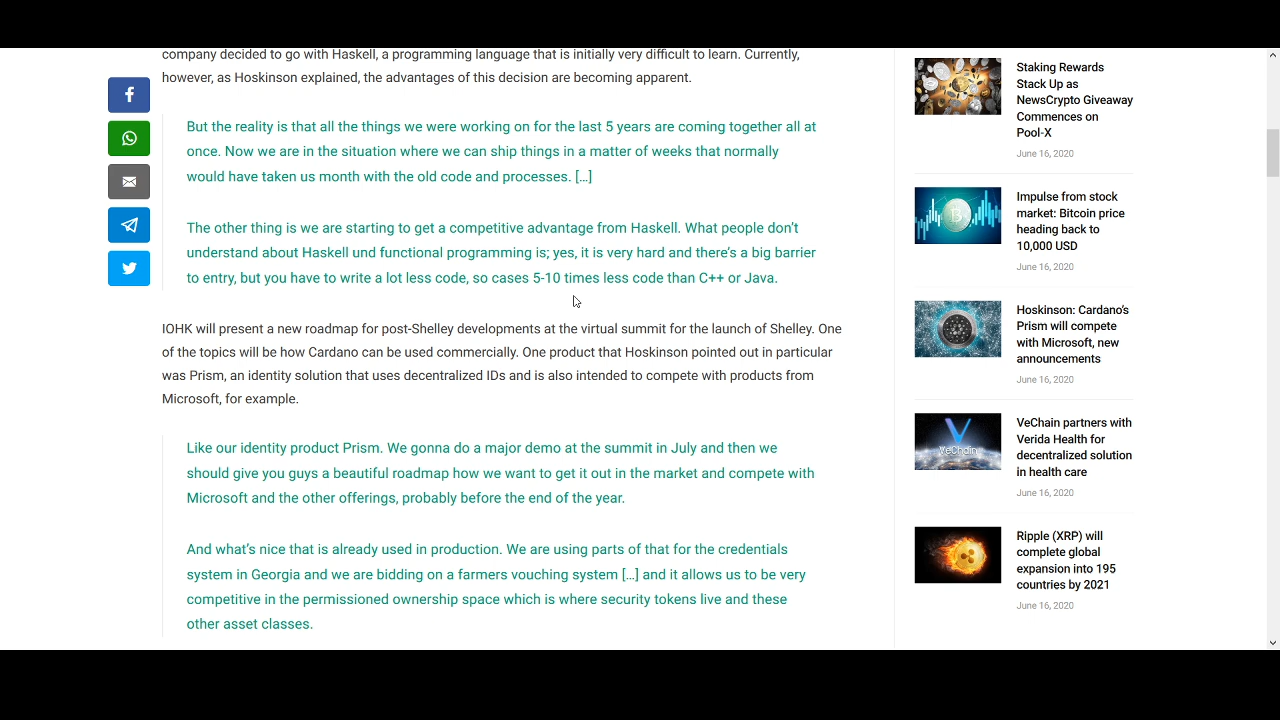 company decided to go with Haskell, a programming language that is initially very difficult to learn. Currently,
however, as Hoskinson explained, the advantages of this decision are becoming apparent.
But the reality is that all the things we were working on for the last 5 years are coming together all at
once. Now we are in the situation where we can ship things in a matter of weeks that normally
would have taken us month with the old code and processes. […]
The other thing is we are starting to get a competitive advantage from Haskell. What people don’t
understand about Haskell und functional programming is; yes, it is very hard and there’s a big barrier
to entry, but you have to write a lot less code, so cases 5-10 times less code than C++ or Java.
IOHK will present a new roadmap for post-Shelley developments at the virtual summit for the launch of Shelley. One
of the topics will be how Cardano can be used commercially. One product that Hoskinson pointed out in particular
was Prism, an identity solution that uses decentralized IDs and is also intended to compete with products from
Microsoft, for example.
Like our identity product Prism. We gonna do a major demo at the summit in July and then we
should give you guys a beautiful roadmap how we want to get it out in the market and compete with
Microsoft and the other offerings, probably before the end of the year.
And what’s nice that is already used in production. We are using parts of that for the credentials
system in Georgia and we are bidding on a farmers vouching system […] and it allows us to be very
competitive in the permissioned ownership space which is where security tokens live and these
other asset classes.
Staking Rewards
Stack Up as
NewsCrypto Giveaway
Commences on
Pool-X
June 16, 2020
Impulse from stock
market: Bitcoin price
heading back to
10,000 USD
June 16, 2020
Hoskinson: Cardano’s
Prism will compete
with Microsoft, new
announcements
June 16, 2020
VeChain
VeChain partners with
Verida Health for
decentralized solution
in health care
June 16, 2020
Ripple (XRP) will
complete global
expansion into 195
countries by 2021
June 16, 2020